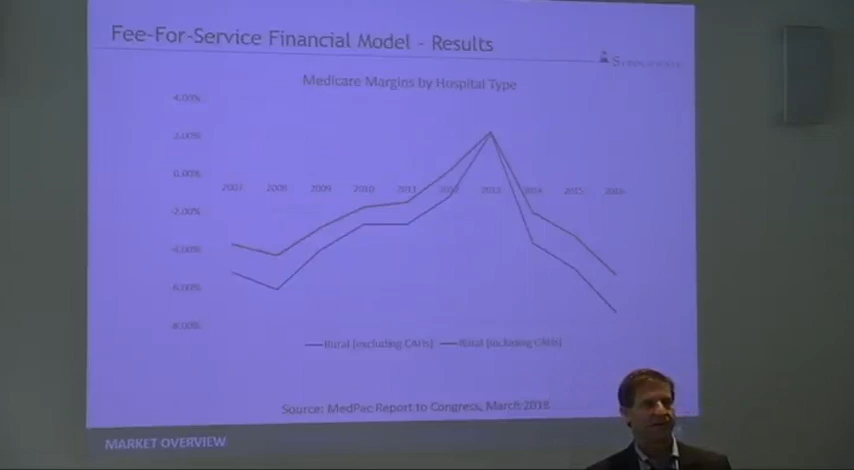 Fee-For-Service Financial Model - Results
Medicare Margins by Hospital Type
4.00%
2.00%
0.00%
2007 2008 2009 2010 2011 2012 2013 2014 2015 2016
-2.00%
-4.00%
-6.00%
-8.00%
Rural (excluding CAHs) Rural (including CAHs)
Source: MedPac Report to Congress, March 2018
MARKET OVERVIEW